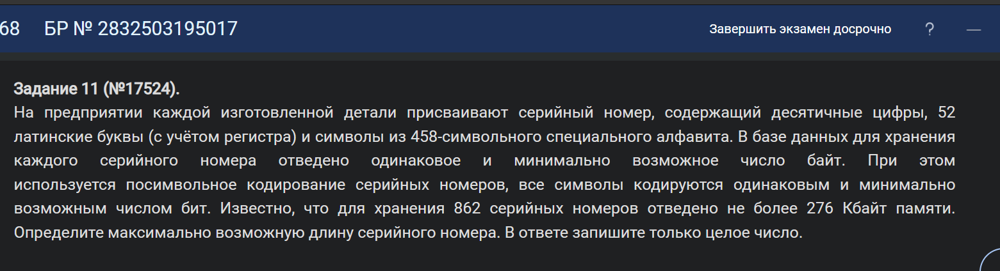 68 БР № 2832503195017 Завершить экзамен досрочно ? —
Задание 11 (№17524).
На предприятии каждой изготовленной детали присваивают серийный номер, содержащий десятичные цифры, 52
латинские буквы (с учётом регистра) и символы из 458-символьного специального алфавита. В базе данных для хранения
каждого серийного номера отведено одинаковое и минимально возможное число байт. При этом
используется посимвольное кодирование серийных номеров, все символы кодируются одинаковым и минимально
возможным числом бит. Известно, что для хранения 862 серийных номеров отведено не более 276 Кбайт памяти.
Определите максимально возможную длину серийного номера. В ответе запишите только целое число.